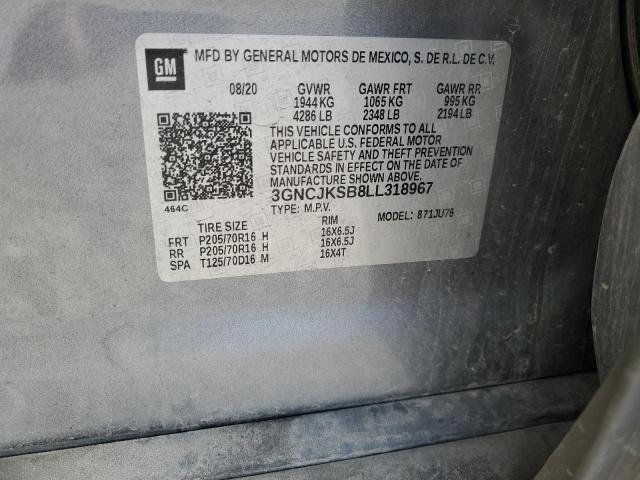 GM
MFD BY GENERAL MOTORS DE MEXICO, S. DE R.L. DE C.V.
08/20 GVWR GAWR FRT GAWR RR
1944 KG 1065 KG 995 KG
4286 LB 2348 LB 2194 LB
THIS VEHICLE CONFORMS TO ALL
APPLICABLE U.S. FEDERAL MOTOR
VEHICLE SAFETY AND THEFT PREVENTION
STANDARDS IN EFFECT ON THE DATE OF
MANUFACTURE.
3GNCJKSB8LL318967
464C
TYPE: M.P.V. MODEL: 871JU76
TIRE SIZE RIM
FRT P205/70R16 H 16X6.5J
RR P205/70R16 H 16X6.5J
SPA T125/70D16 M 16X4T